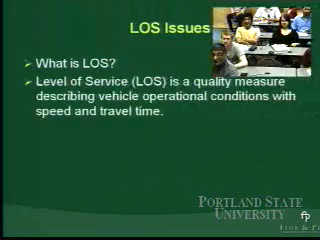 LOS Issues
What is LOS?
Level of Service (LOS) is a quality measure
describing vehicle operational conditions with
speed and travel time.
PORTLAND STATE
UNIVERSITY
fp